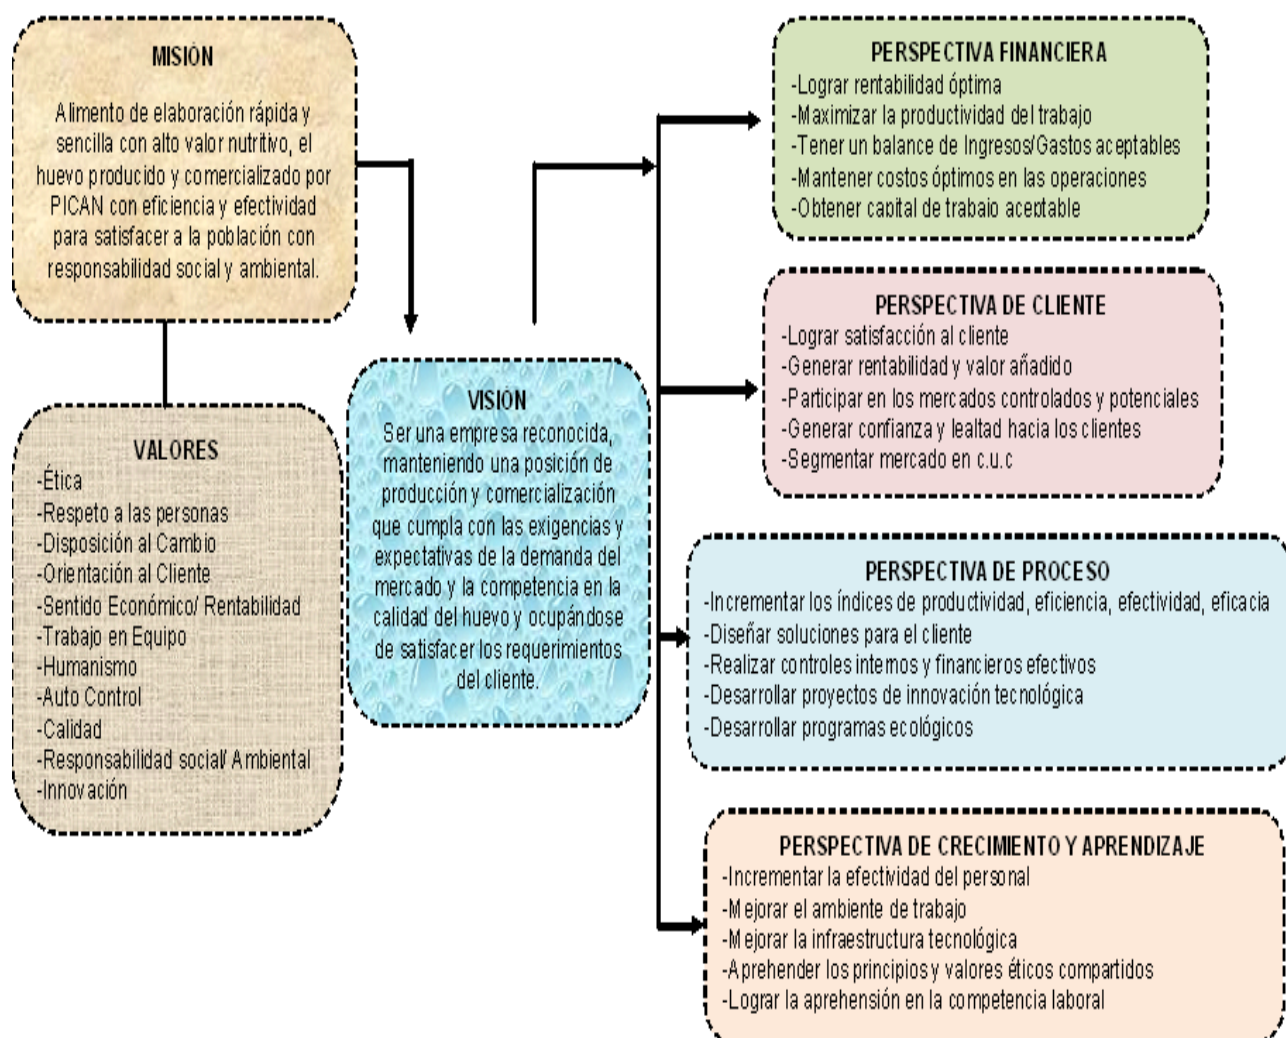 MISIÓN
Alimento de elaboración rápida y
sencilla con alto valor nutritivo, el
huevo producido y comercializado por
PICAN con eficiencia y efectividad
para satisfacer a la población con
responsabilidad social y ambiental.
VALORES
-Ética
-Respeto a las personas
-Disposición al Cambio
-Orientación al Cliente
-Sentido Económico/ Rentabilidad
-Trabajo en Equipo
-Humanismo
-Auto Control
-Calidad
-Responsabilidad social/ Ambiental
-Innovación
VISIÓN
Ser una empresa reconocida,
manteniendo una posición de
producción y comercialización
que cumpla con las exigencias y
expectativas de la demanda del
mercado y la competencia en la
calidad del huevo y ocupándose
de satisfacer los requerimientos
del cliente.
PERSPECTIVA FINANCIERA
-Lograr rentabilidad óptima
-Maximizar la productividad del trabajo
-Tener un balance de Ingresos/Gastos aceptables
-Mantener costos óptimos en las operaciones
-Obtener capital de trabajo aceptable
PERSPECTIVA DE CLIENTE
-Lograr satisfacción al cliente
-Generar rentabilidad y valor añadido
-Participar en los mercados controlados y potenciales
-Generar confianza y lealtad hacia los clientes
-Segmentar mercado en c.u.c
PERSPECTIVA DE PROCESO
-Incrementar los índices de productividad, eficiencia, efectividad, eficacia
-Diseñar soluciones para el cliente
-Realizar controles internos y financieros efectivos
-Desarrollar proyectos de innovación tecnológica
-Desarrollar programas ecológicos
PERSPECTIVA DE CRECIMIENTO Y APRENDIZAJE
-Incrementar la efectividad del personal
-Mejorar el ambiente de trabajo
-Mejorar la infraestructura tecnológica
-Aprehender los principios y valores éticos compartidos
-Lograr la aprehensión en la competencia laboral